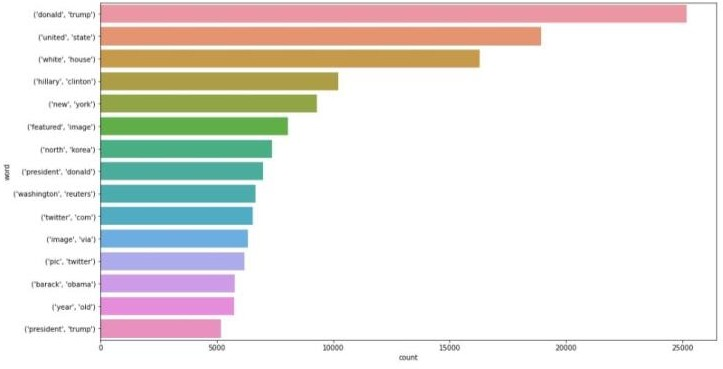 ('donald', 'trump')
('united', 'state')
('white', 'house')
('hillary', 'clinton')
('new', 'york')
('featured', 'image')
('north', 'korea')
('president', 'donald')
('washington', 'reuters')
('twitter', 'com')
('image', 'via')
('pic', 'twitter')
('barack', 'obama')
('year', 'old')
('president', 'trump')
word
0 5000 10000 15000 20000 25000
count